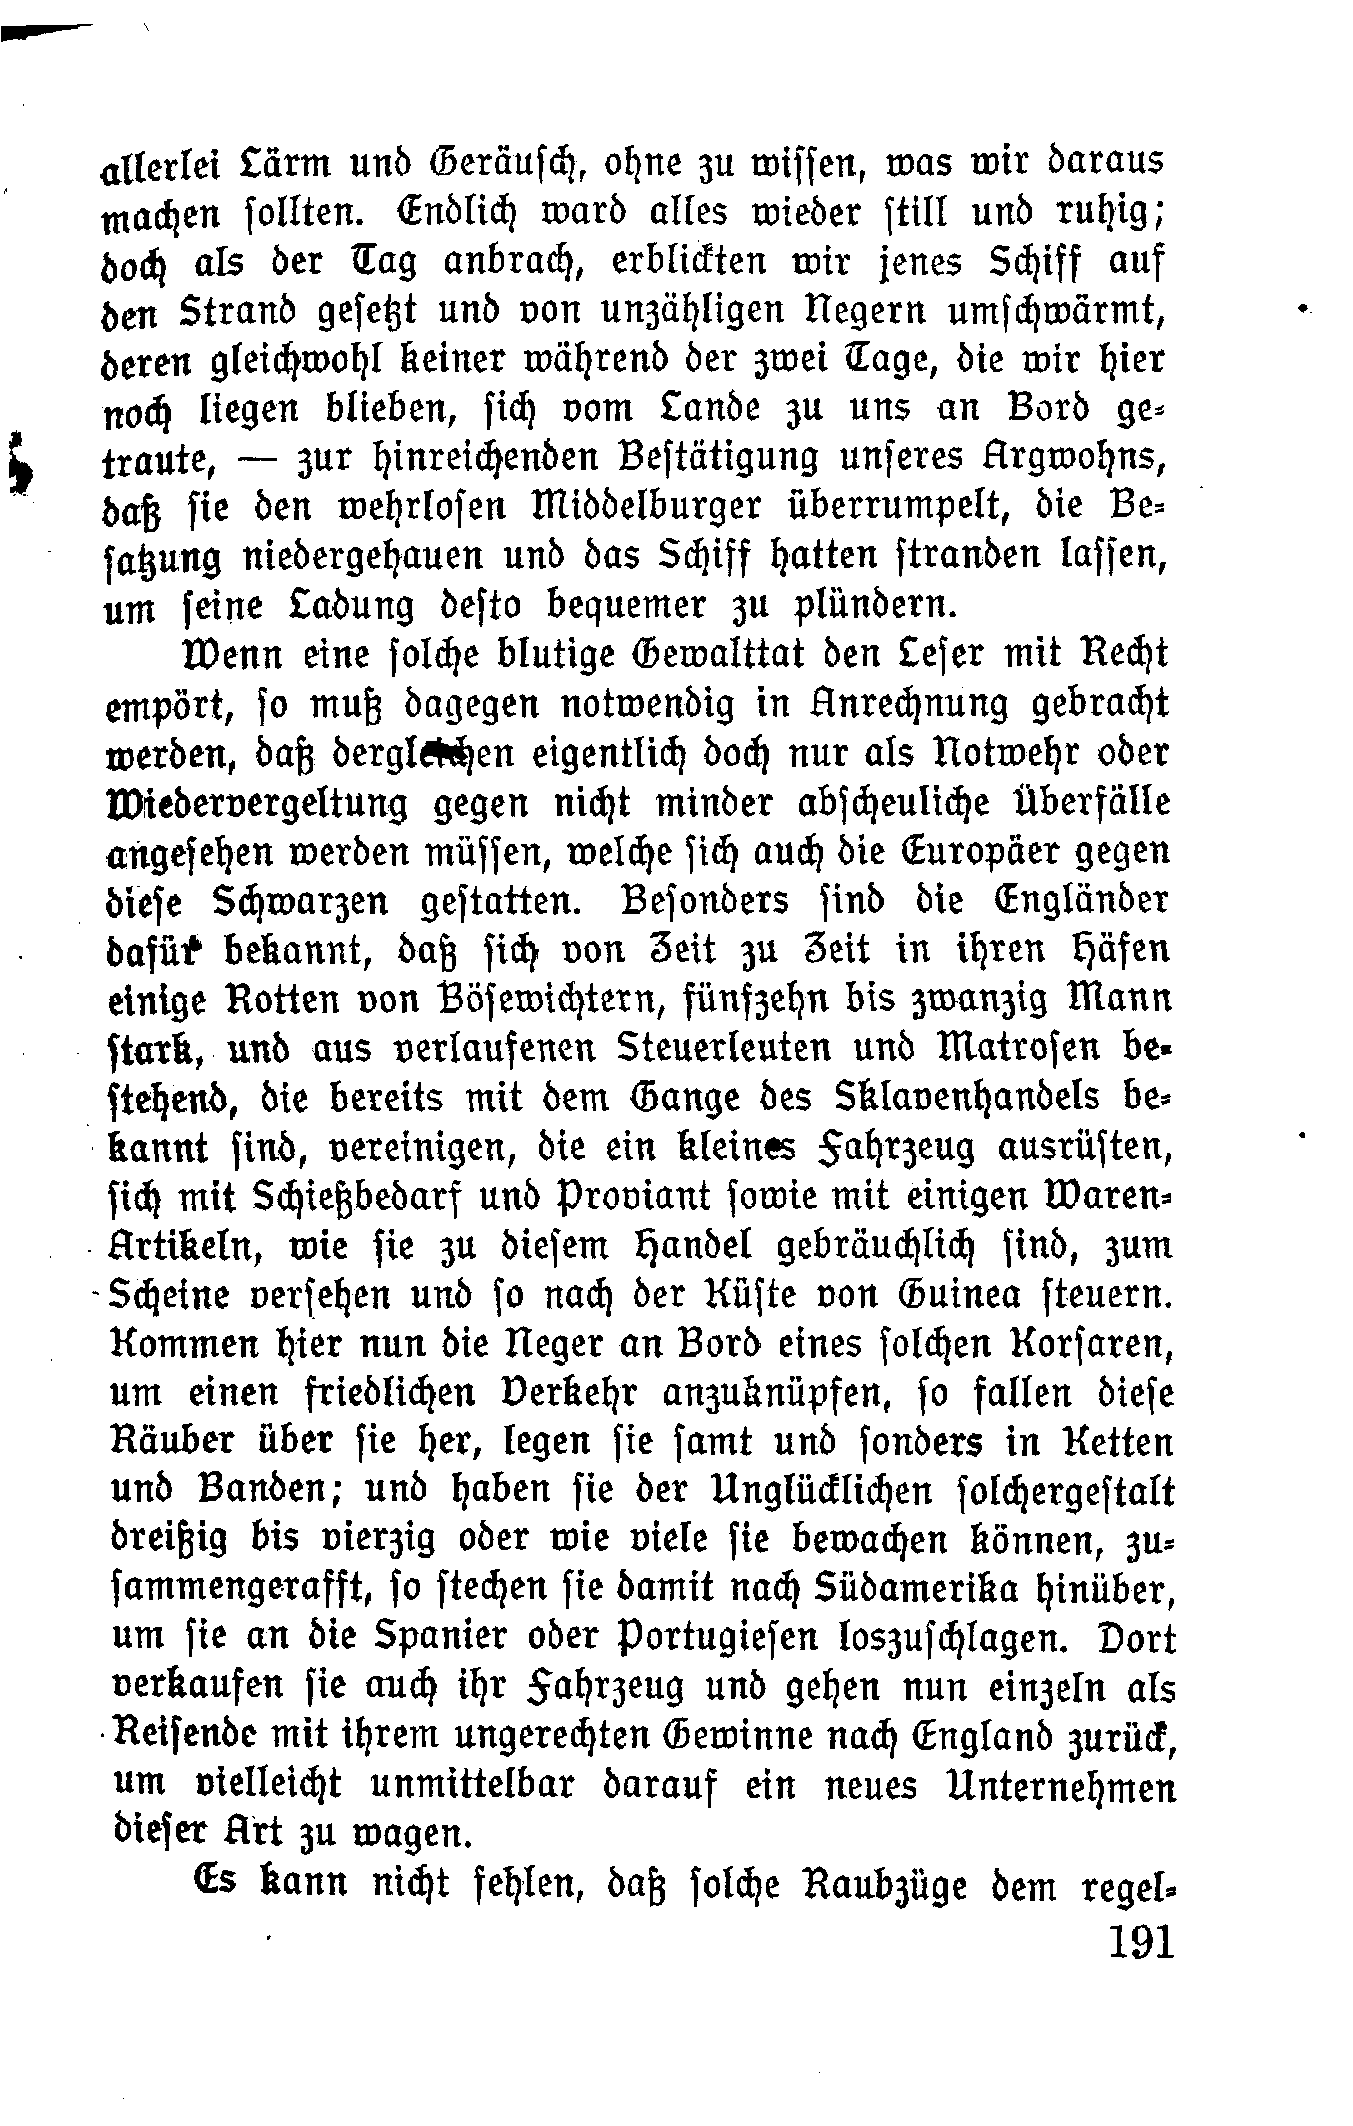 allerlei Lärm und Geräusch, ohne zu wissen, was wir daraus
machen sollten. Endlich ward alles wieder still und ruhig;
doch als der Tag anbrach, erblickten wir jenes Schiff auf
den Strand gesetzt und von unzähligen Negern umschwärmt,
deren gleichwohl keiner während der zwei Tage, die wir hier
noch liegen blieben, sich vom Lande zu uns an Bord ge-
traute, — zur hinreichenden Bestätigung unseres Argwohns,
daß sie den wehrlosen Middelburger überrumpelt, die Be-
satzung niedergehauen und das Schiff hatten stranden lassen,
um seine Ladung desto bequemer zu plündern.
Wenn eine solche blutige Gewalttat den Leser mit Recht
empört, so muß dagegen notwendig in Anrechnung gebracht
werden, daß dergleichen eigentlich doch nur als Notwehr oder
Wiedervergeltung gegen nicht minder abscheuliche Überfälle
angesehen werden müssen, welche sich auch die Europäer gegen
diese Schwarzen gestatten. Besonders sind die Engländer
dafür bekannt, daß sich von Zeit zu Zeit in ihren Häfen
einige Rotten von Bösewichtern, fünfzehn bis zwanzig Mann
stark, und aus verlaufenen Steuerleuten und Matrosen be-
stehend, die bereits mit dem Gange des Sklavenhandels be-
kannt sind, vereinigen, die ein kleines Fahrzeug ausrüsten,
sich mit Schießbedarf und Proviant sowie mit einigen Waren-
Artikeln, wie sie zu diesem Handel gebräuchlich sind, zum
Scheine versehen und so nach der Küste von Guinea steuern.
Kommen hier nun die Neger an Bord eines solchen Korsaren,
um einen friedlichen Verkehr anzuknüpfen, so fallen diese
Räuber über sie her, legen sie samt und sonders in Ketten
und Banden; und haben sie der Unglücklichen solchergestalt
dreißig bis vierzig oder wie viele sie bewachen können, zu-
sammengerafft, so stechen sie damit nach Südamerika hinüber,
um sie an die Spanier oder Portugiesen loszuschlagen. Dort
verkaufen sie auch ihr Fahrzeug und gehen nun einzeln als
Reisende mit ihrem ungerechten Gewinne nach England zurück,
um vielleicht unmittelbar darauf ein neues Unternehmen
dieser Art zu wagen.
Es kann nicht fehlen, daß solche Raubzüge dem regel-
191